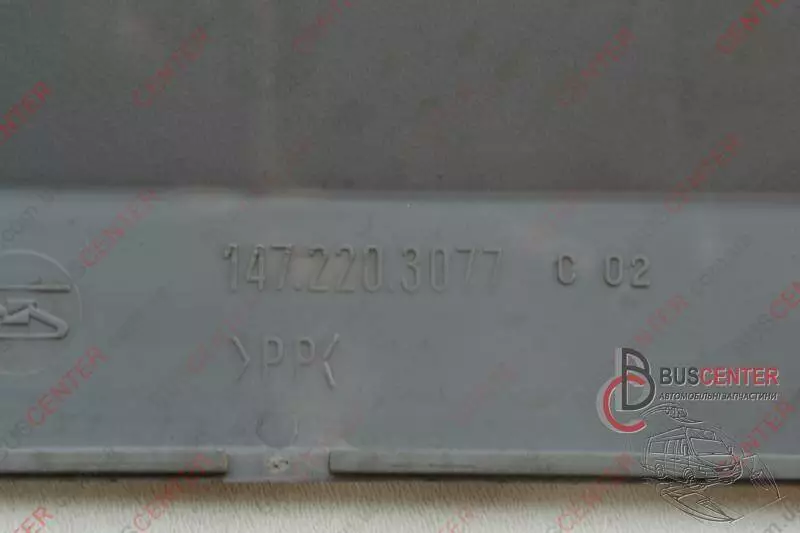 147.220.3077 C 02
>PP<
BUSCENTER
АВТОМОБІЛЬНІ ЗАПЧАСТИНИ